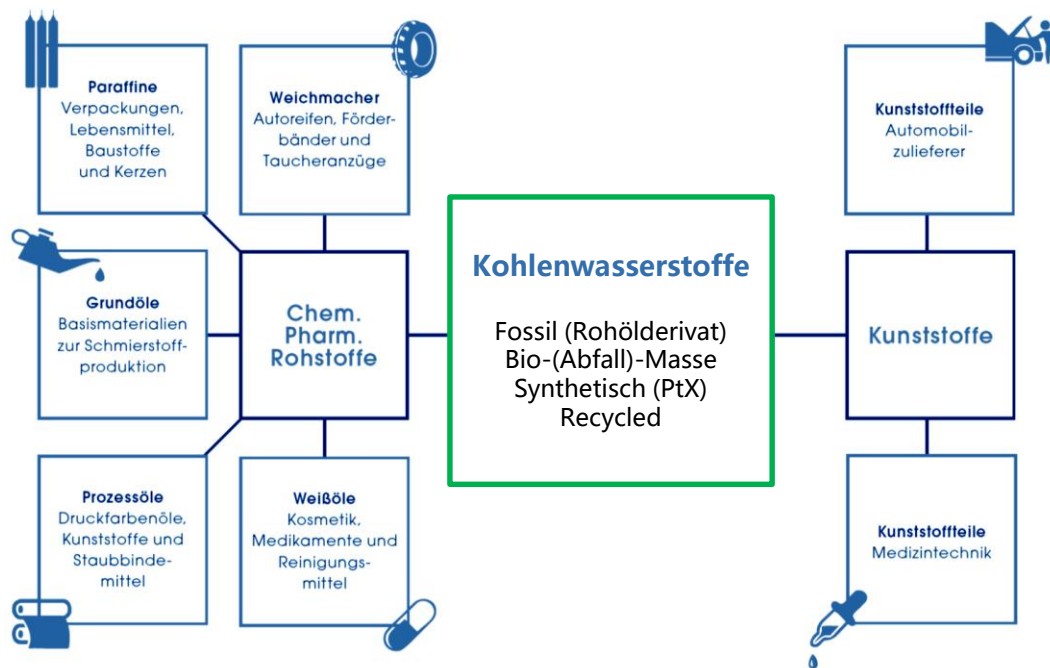 Paraffine
Verpackungen,
Lebensmittel,
Baustoffe
und Kerzen
Weichmacher
Autoreifen, Förder-
bänder und
Taucheranzüge
Kunststoffteile
Automobil-
zulieferer
Grundöle
Basismaterialien
zur Schmierstoff-
produktion
Chem.
Pharm.
Rohstoffe
Kohlenwasserstoffe
Fossil (Rohölderivat)
Bio-(Abfall)-Masse
Synthetisch (PtX)
Recycled
Kunststoffe
Prozessöle
Druckfarbenöle,
Kunststoffe und
Staubbinde-
mittel
Weißöle
Kosmetik,
Medikamente und
Reinigungs-
mittel
Kunststoffteile
Medizintechnik